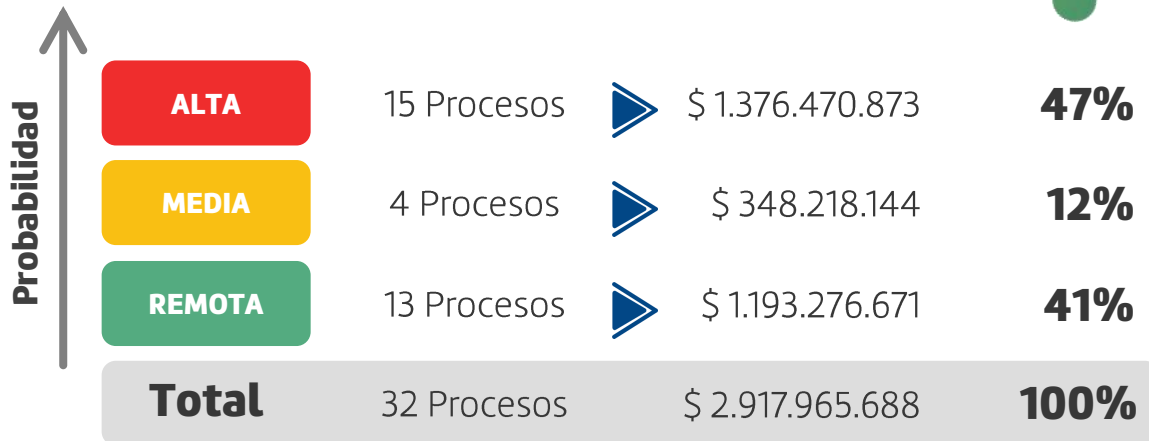 Probabilidad
ALTA 15 Procesos $ 1.376.470.873 47%
MEDIA 4 Procesos $ 348.218.144 12%
REMOTA 13 Procesos $ 1.193.276.671 41%
Total 32 Procesos $ 2.917.965.688 100%